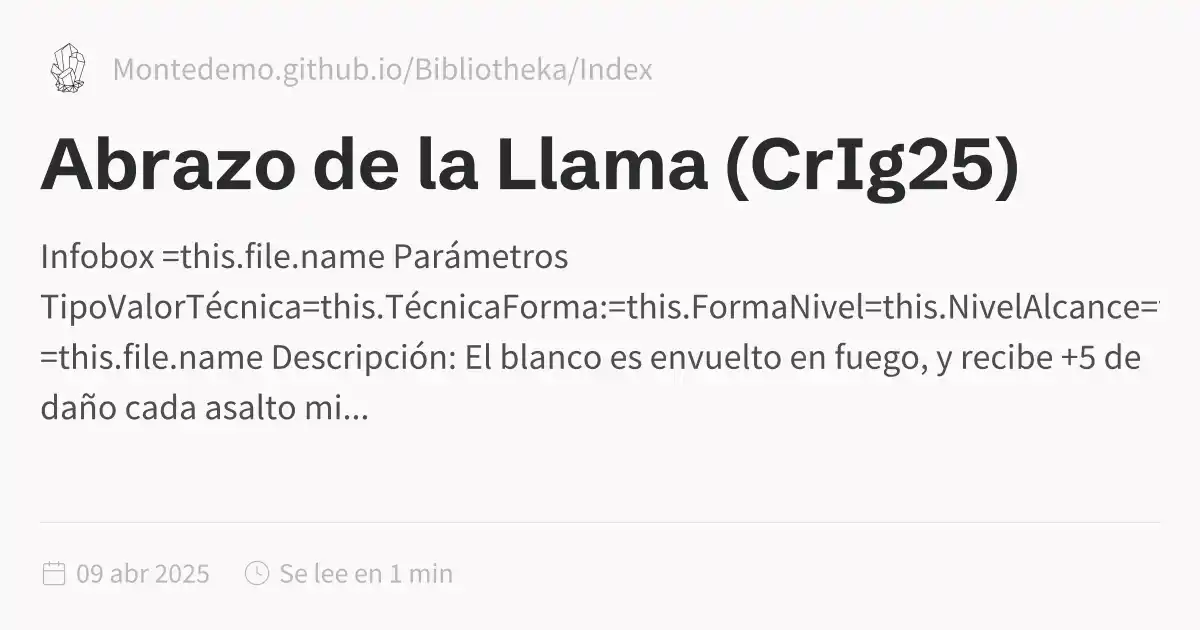 Montedemo.github.io/Bibliotheka/Index
Abrazo de la Llama (CrIg25)
Infobox =this.file.name Parámetros
TipoValorTécnica=this.TécnicaForma:=this.FormaNivel=this.NivelAlcance=
=this.file.name Descripción: El blanco es envuelto en fuego, y recibe +5 de
daño cada asalto mi...
09 abr 2025 Se lee en 1 min